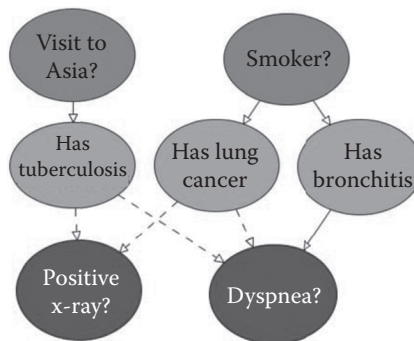 Visit to
Asia?
Smoker?
Has
tuberculosis
Has lung
cancer
Has
bronchitis
Positive
x-ray?
Dyspnea?